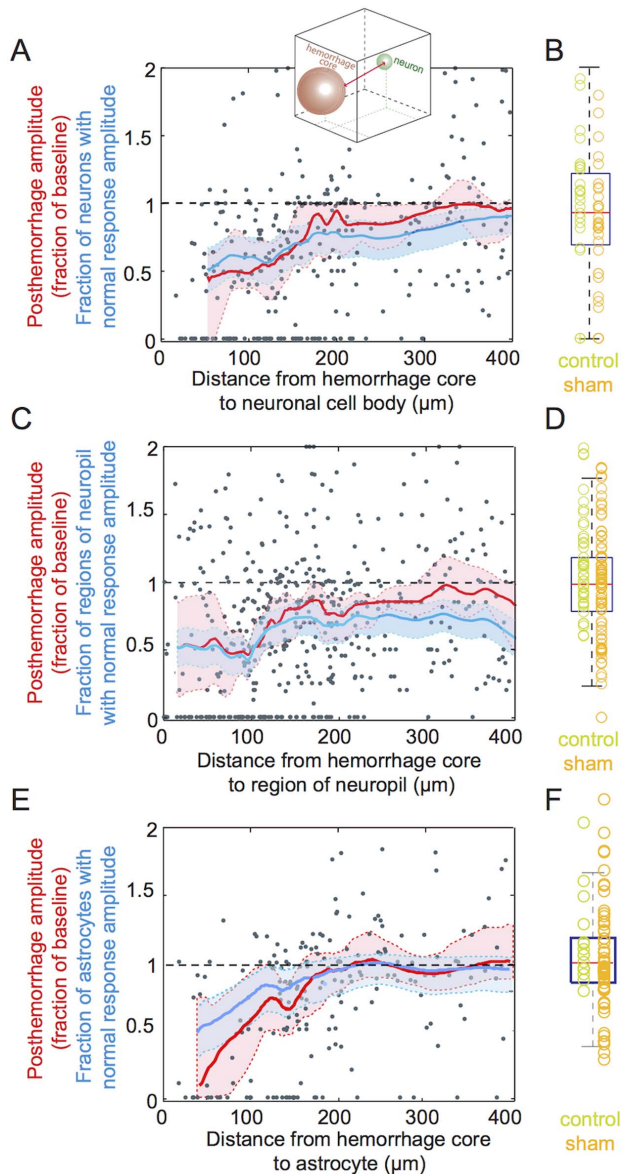 A
Posthemorrhage amplitude
(fraction of baseline)
Fraction of neurons with
normal response amplitude
hemorrhage
core
neuron
2
1.5
1
0.5
0
100
200
300
400
Distance from hemorrhage core
to neuronal cell body (µm)
B
control
sham
C
Posthemorrhage amplitude
(fraction of baseline)
Fraction of regions of neuropil
with normal response amplitude
2
1.5
1
0.5
0
0
100
200
300
400
Distance from hemorrhage core
to region of neuropil (µm)
D
control
sham
E
Posthemorrhage amplitude
(fraction of baseline)
Fraction of astrocytes with
normal response amplitude
2
1.5
1
0.5
0
0
100
200
300
400
Distance from hemorrhage core
to astrocyte (µm)
F
control
sham